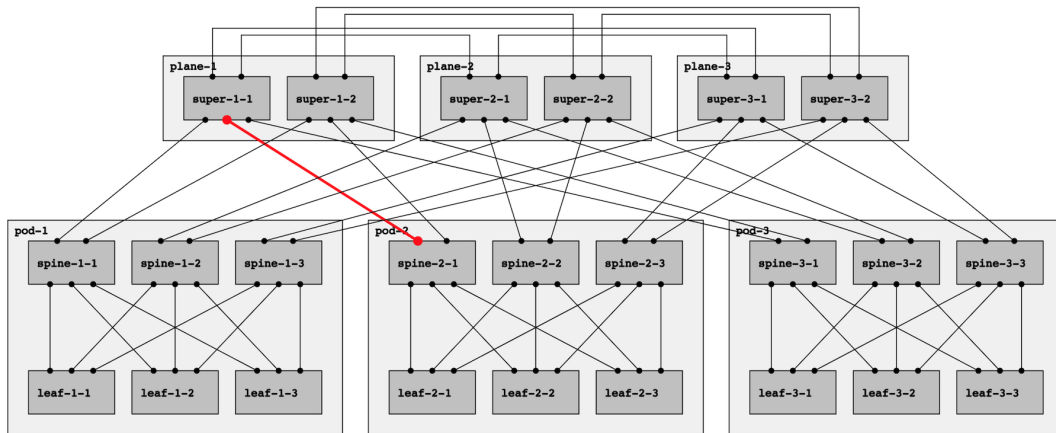 plane-1 plane-2 plane-3
super-1-1 super-1-2 super-2-1 super-2-2 super-3-1 super-3-2
pod-1 pod-2 pod-3
spine-1-1 spine-1-2 spine-1-3 spine-2-1 spine-2-2 spine-2-3 spine-3-1 spine-3-2 spine-3-3
leaf-1-1 leaf-1-2 leaf-1-3 leaf-2-1 leaf-2-2 leaf-2-3 leaf-3-1 leaf-3-2 leaf-3-3